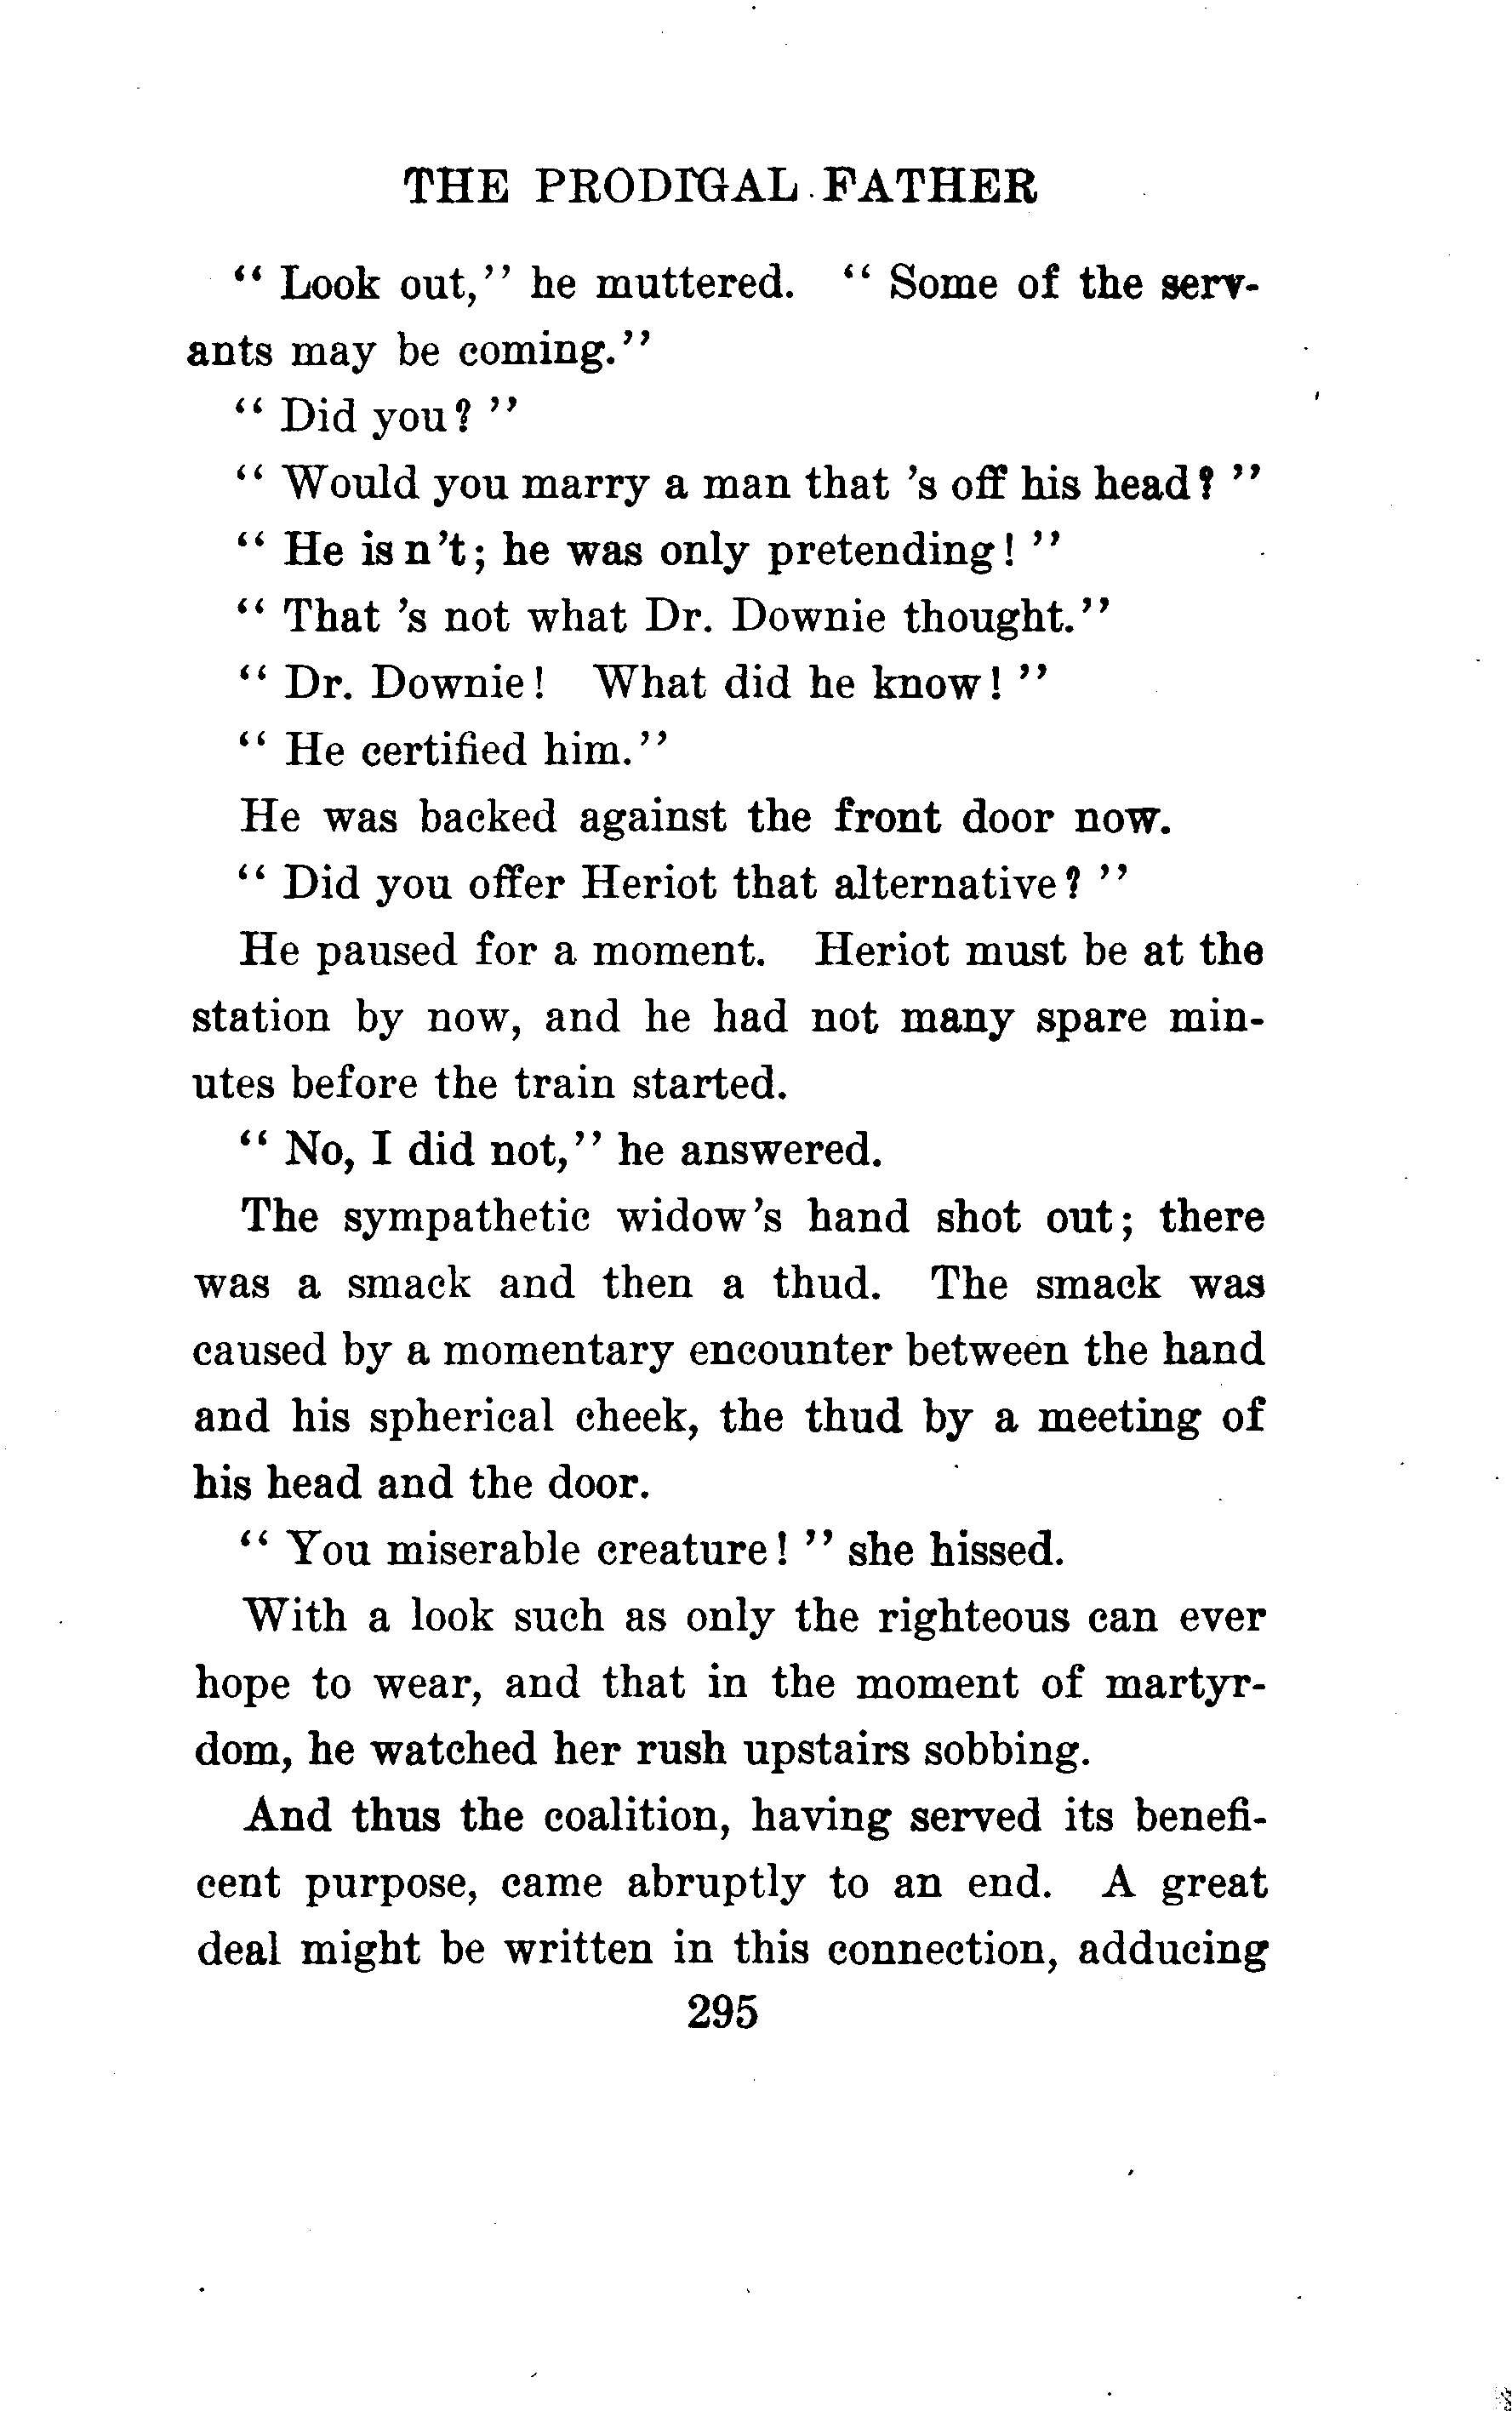 THE PRODIGAL FATHER
“ Look out,” he muttered. “ Some of the serv-
ants may be coming.”
“ Did you? ”
“ Would you marry a man that 's off his head? ”
“ He is n't; he was only pretending! ”
“ That 's not what Dr. Downie thought.”
“ Dr. Downie! What did he know! ”
“ He certified him.”
He was backed against the front door now.
“ Did you offer Heriot that alternative? ”
He paused for a moment. Heriot must be at the
station by now, and he had not many spare min-
utes before the train started.
“ No, I did not,” he answered.
The sympathetic widow's hand shot out; there
was a smack and then a thud. The smack was
caused by a momentary encounter between the hand
and his spherical cheek, the thud by a meeting of
his head and the door.
“ You miserable creature! ” she hissed.
With a look such as only the righteous can ever
hope to wear, and that in the moment of martyr-
dom, he watched her rush upstairs sobbing.
And thus the coalition, having served its benefi-
cent purpose, came abruptly to an end. A great
deal might be written in this connection, adducing
295